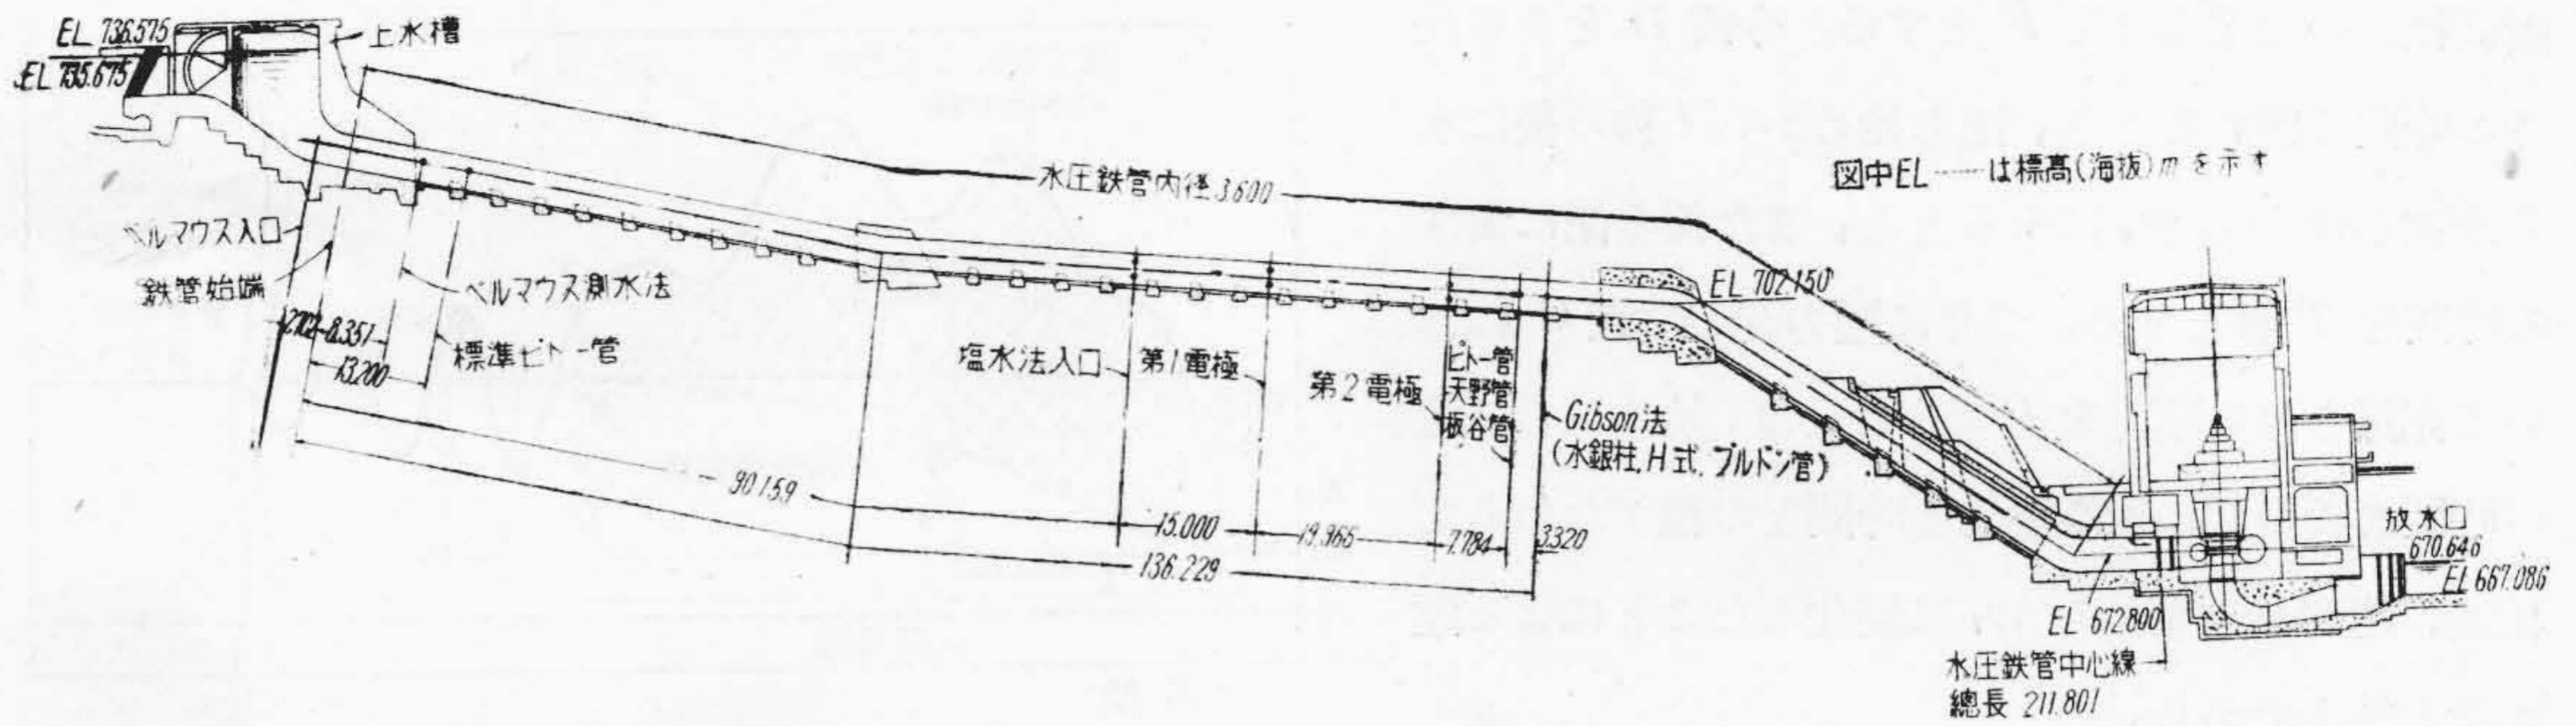 EL 736.575
EL 735.675
上水槽
水圧鉄管内径3.600
図中EL……は標高(海抜)mを示す
EL 702.150
ベルマウス入口
鉄管始端
ベルマウス測水法
標準ピトー管
8.351
13.200
塩水法入口
第1電極
第2電極
ピトー管
天野管
板谷管
Gibson法
(水銀柱.H式.ブルドン管)
90.159
15.000
19.966
7.784
3.320
136.229
放水口
670.646
EL 667.086
EL 672.800
水圧鉄管中心線
總長 211.801